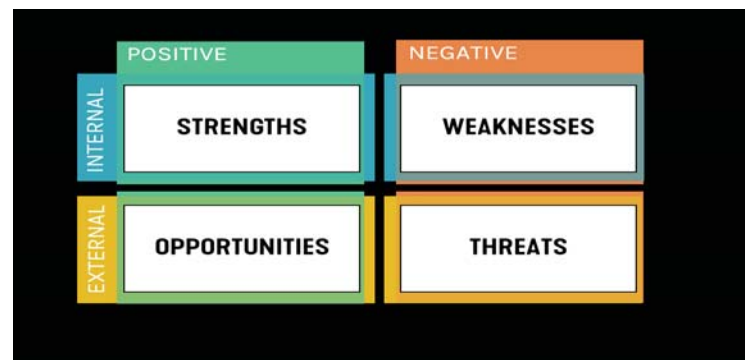 POSITIVE
NEGATIVE
INTERNAL
STRENGTHS
WEAKNESSES
EXTERNAL
OPPORTUNITIES
THREATS